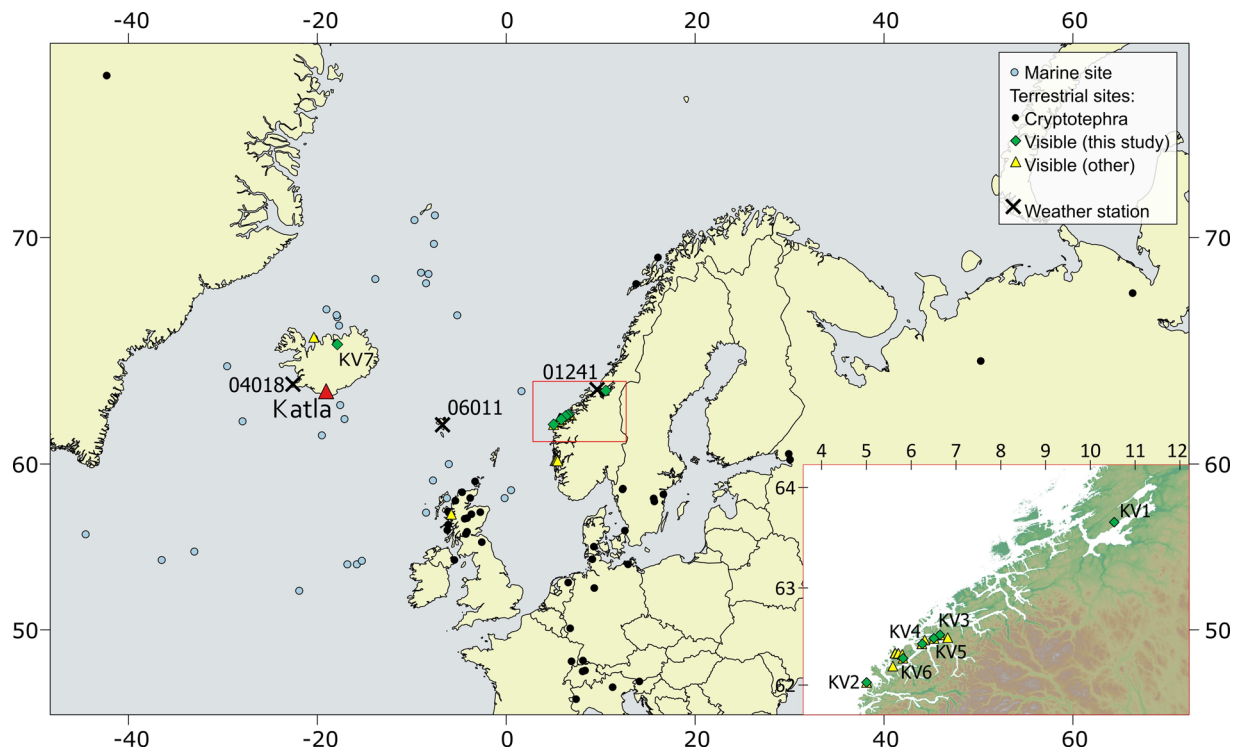 -40 -20 0 20 40 60
Marine site
Terrestrial sites:
Cryptotephra
Visible (this study)
Visible (other)
Weather station
70 70
KV7
04018
Katla
01241
06011
60 60
4 5 6 7 8 9 10 11 12
64
KV1
63
KV3
KV4
KV5
KV6
62
KV2
50 50
-40 -20 0 20 40 60